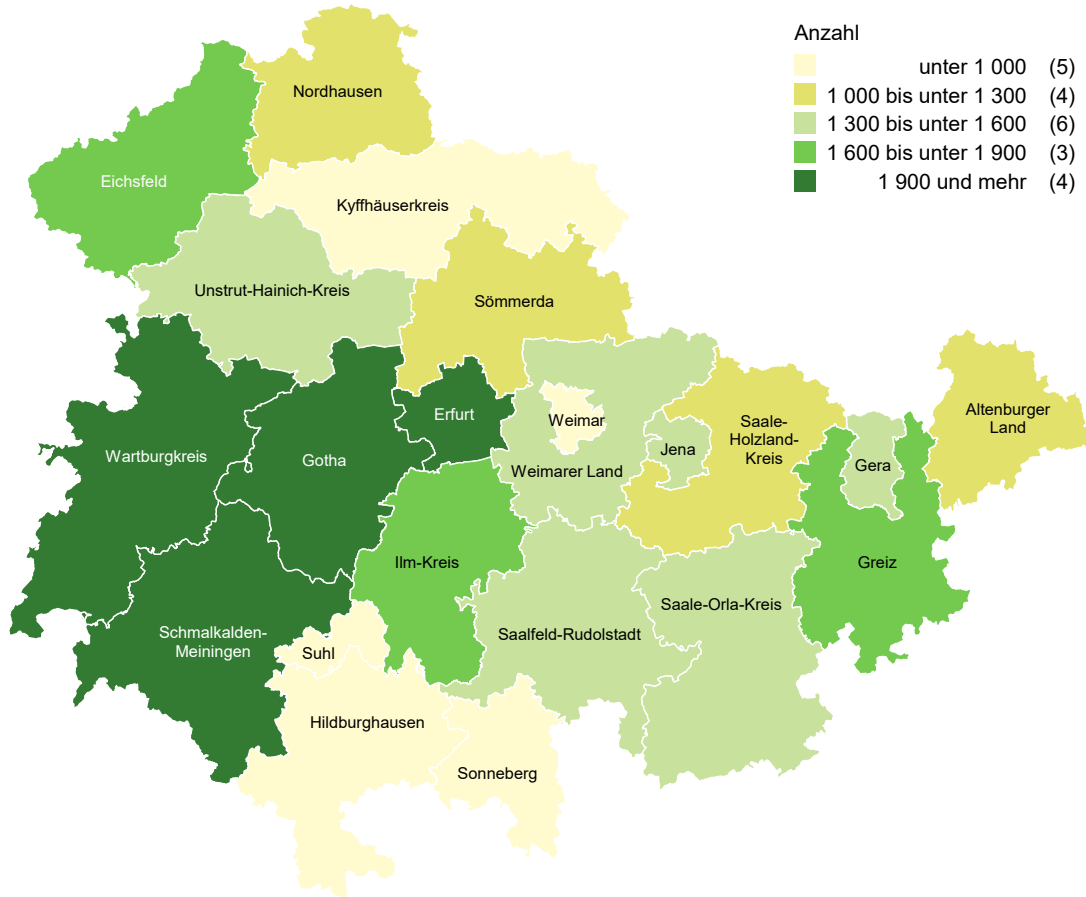 Anzahl
unter 1 000 (5)
1 000 bis unter 1 300 (4)
1 300 bis unter 1 600 (6)
1 600 bis unter 1 900 (3)
1 900 und mehr (4)
Nordhausen
Eichsfeld
Kyffhäuserkreis
Unstrut-Hainich-Kreis
Sömmerda
Wartburgkreis
Gotha
Erfurt
Weimar
Weimarer Land
Jena
Saale-
Holzland-
Kreis
Gera
Altenburger
Land
Ilm-Kreis
Greiz
Saale-Orla-Kreis
Saalfeld-Rudolstadt
Schmalkalden-
Meiningen
Suhl
Hildburghausen
Sonneberg